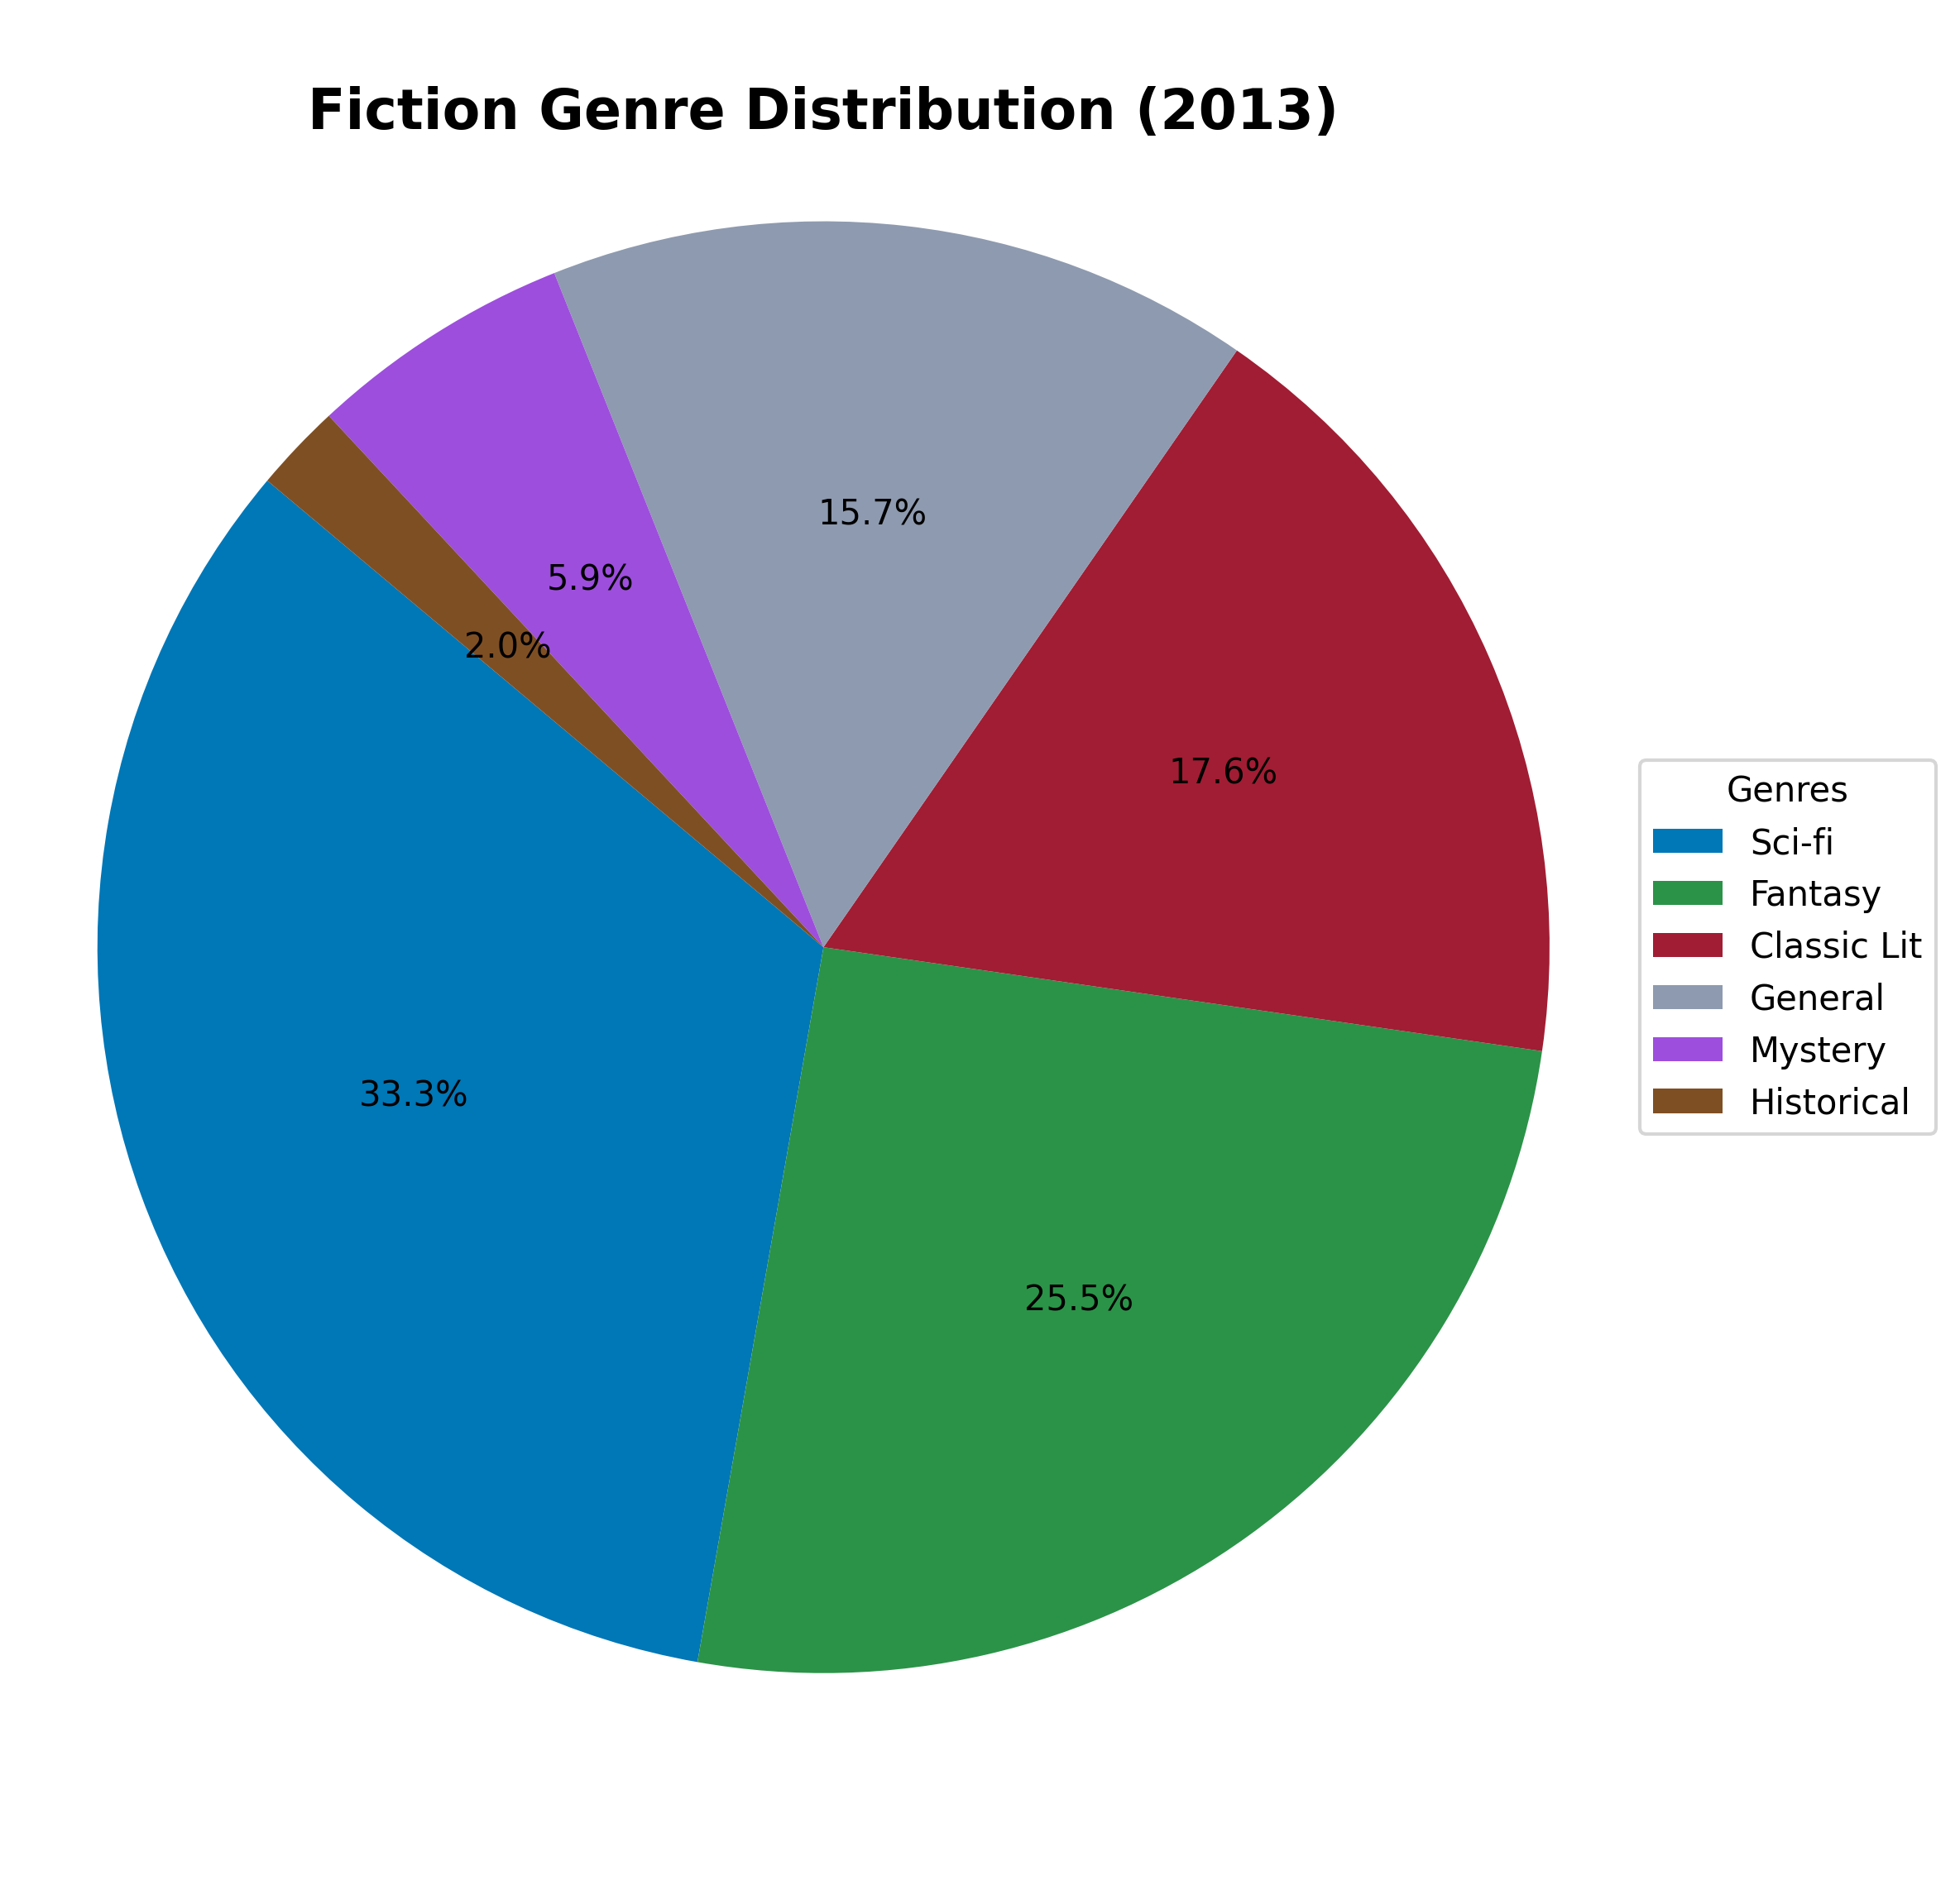 Fiction Genre Distribution (2013)
15.7%
5.9%
2.0%
17.6%
33.3%
25.5%
Genres
Sci-fi
Fantasy
Classic Lit
General
Mystery
Historical